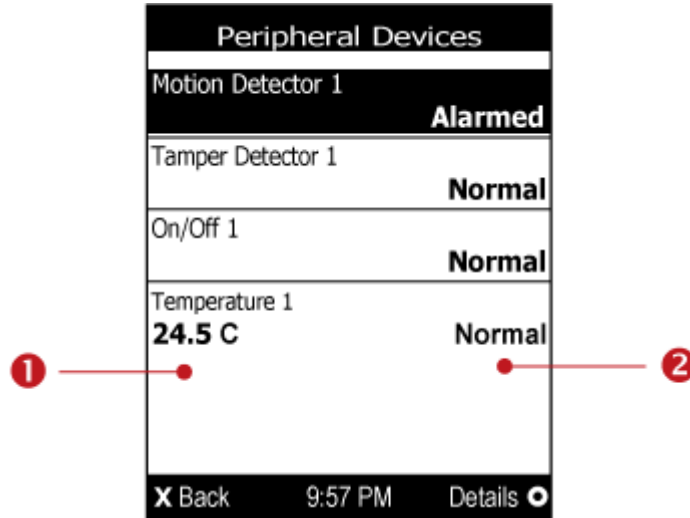 Peripheral Devices
Motion Detector 1
Alarmed
Tamper Detector 1
Normal
On/Off 1
Normal
Temperature 1
24.5 C Normal
1 2
X Back 9:57 PM Details O